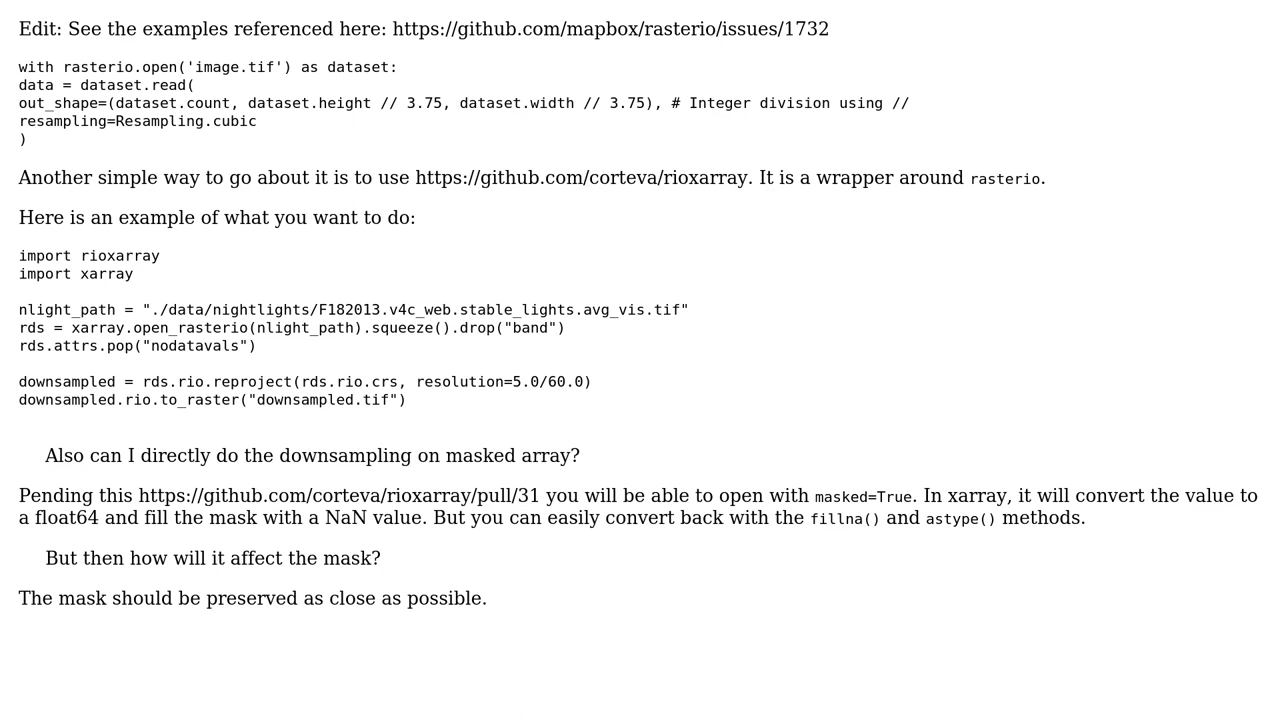 Edit: See the examples referenced here: https://github.com/mapbox/rasterio/issues/1732
with rasterio.open('image.tif') as dataset:
data = dataset.read(
out_shape=(dataset.count, dataset.height // 3.75, dataset.width // 3.75), # Integer division using //
resampling=Resampling.cubic
)
Another simple way to go about it is to use https://github.com/corteva/rioxarray. It is a wrapper around rasterio.
Here is an example of what you want to do:
import rioxarray
import xarray
nlight_path = "./data/nightlights/F182013.v4c_web.stable_lights.avg_vis.tif"
rds = xarray.open_rasterio(nlight_path).squeeze().drop("band")
rds.attrs.pop("nodatavals")
downsampled = rds.rio.reproject(rds.rio.crs, resolution=5.0/60.0)
downsampled.rio.to_raster("downsampled.tif")
Also can I directly do the downsampling on masked array?
Pending this https://github.com/corteva/rioxarray/pull/31 you will be able to open with masked=True. In xarray, it will convert the value to
a float64 and fill the mask with a NaN value. But you can easily convert back with the fillna() and astype() methods.
But then how will it affect the mask?
The mask should be preserved as close as possible.